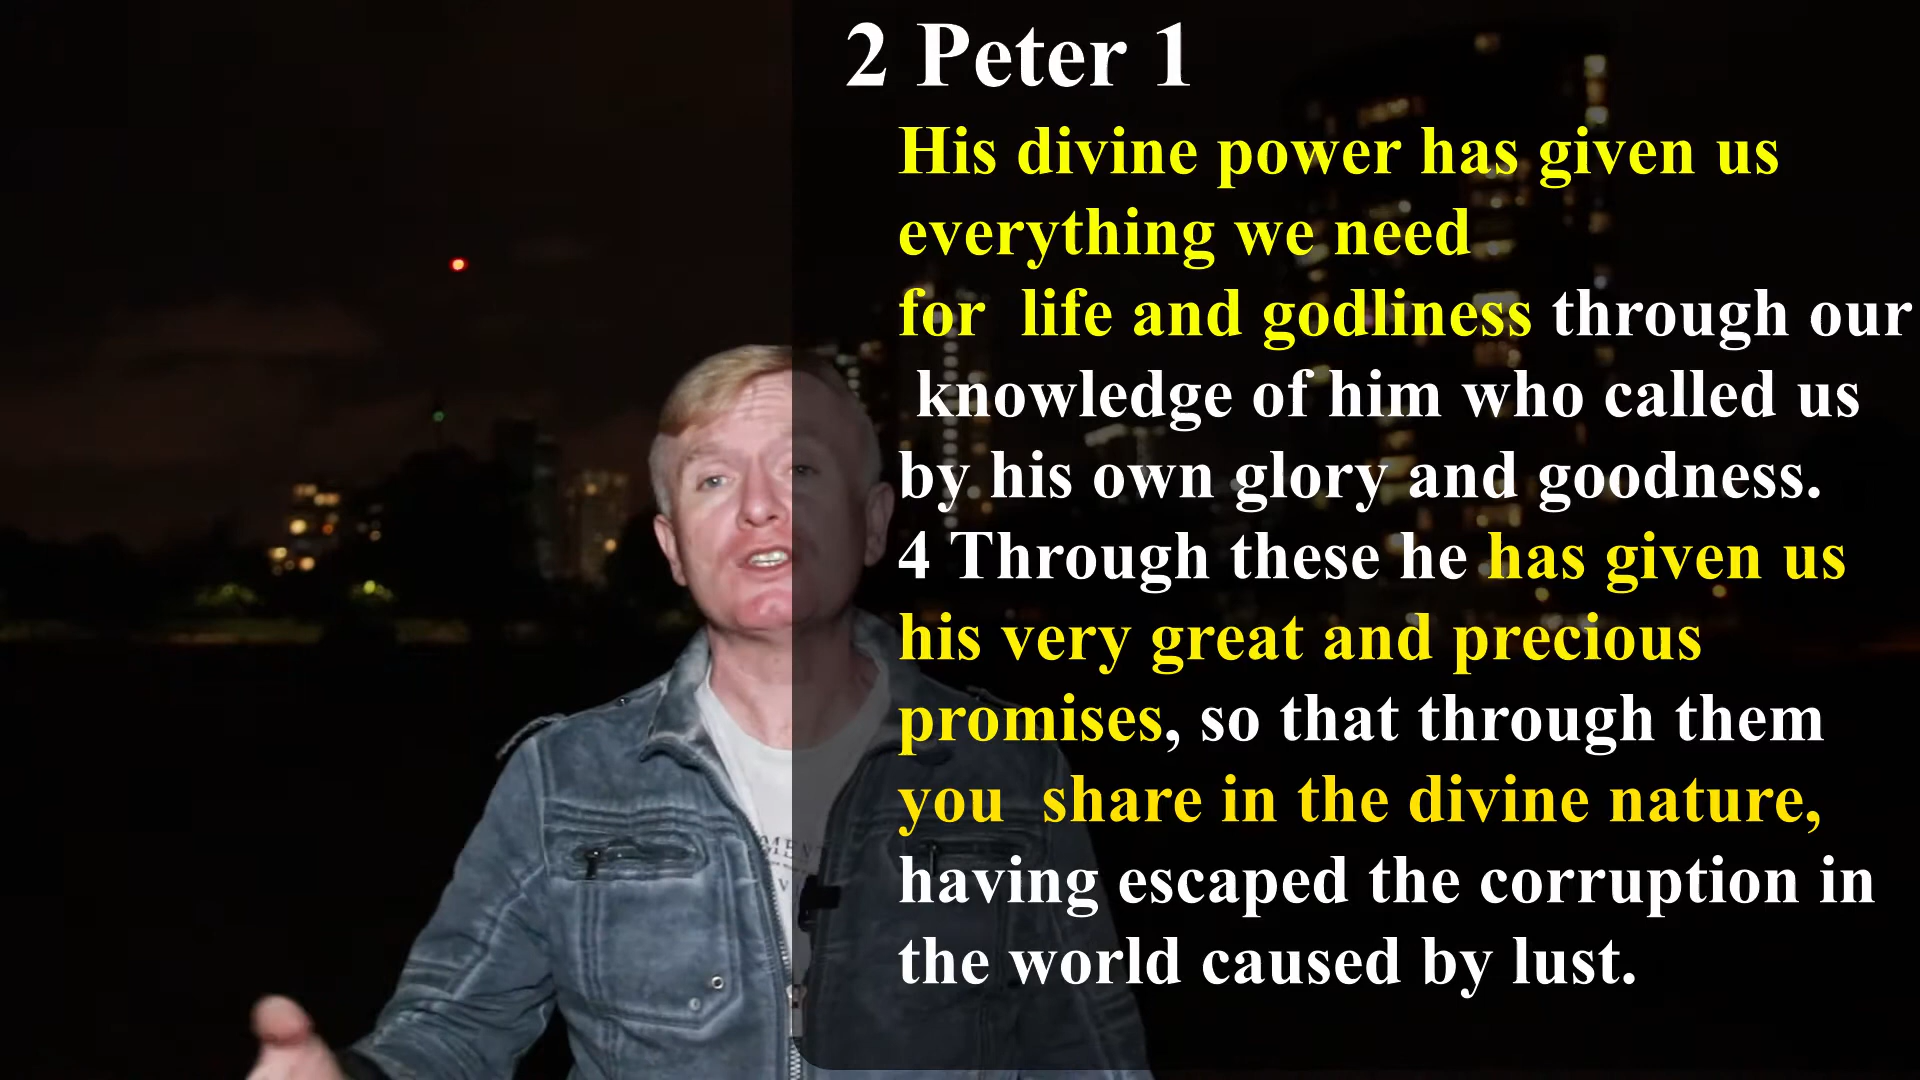 2 Peter 1
His divine power has given us
everything we need
for life and godliness through our
knowledge of him who called us
by his own glory and goodness.
4 Through these he has given us
his very great and precious
promises, so that through them
you share in the divine nature,
having escaped the corruption in
the world caused by lust.